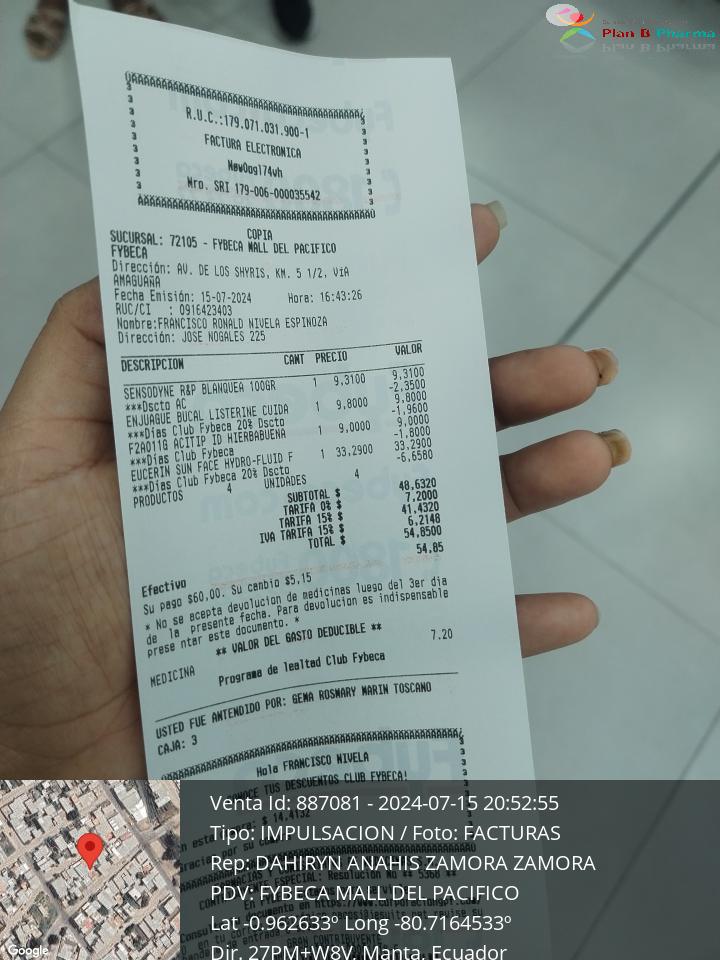 Plan B Pharma
R.U.C.:179.071.031.900-1
FACTURA ELECTRONICA
Nro. SRI 179-006-000035542
COPIA
SUCURSAL: 72105 - FYBECA MALL DEL PACIFICO
FYBECA
Dirección: AV. DE LOS SHYRIS, KM. 5 1/2, VíA
AMAGUAÑA
Fecha Emisión: 15-07-2024 Hora: 16:43:26
RUC/CI : 0916423403
Nombre:FRANCISCO RONALD NIVELA ESPINOZA
Dirección: JOSE NOGALES 225
DESCRIPCION CANT PRECIO VALOR
SENSODYNE R&P BLANQUEA 100GR 1 9,3100 9,3100
***Dscto AC -2,3500
ENJUAGUE BUCAL LISTERINE CUIDA 1 9,8000 9,8000
***Días Club Fybeca 20% Dscto -1,9600
F2A0118 ACITIP ID HIERBABUENA 1 9,0000 9,0000
***Días Club Fybeca -1,8000
EUCERIN SUN FACE HYDRO-FLUID F 1 33,2900 33,2900
***Días Club Fybeca 20% Dscto -6,6580
PRODUCTOS 4 UNIDADES 4
SUBTOTAL $ 48,6320
TARIFA 0% $ 7,2000
TARIFA 15% $ 41,4320
IVA TARIFA 15% $ 6,2148
TOTAL $ 54,8500
54,85
Efectivo
Su pago $60,00. Su cambio $5,15
* No se acepta devolucion de medicinas luego del 3er dia
de la presente fecha. Para devolucion es indispensable
prese ntar este documento. *
** VALOR DEL GASTO DEDUCIBLE **
MEDICINA 7.20
Programa de lealtad Club Fybeca
USTED FUE ANTENDIDO POR: GEMA ROSMARY MARIN TOSCANO
CAJA: 3
Hola FRANCISCO NIVELA
TUS DESCUENTOS CLUB FYBECA!
$ 14,4132
Venta Id: 887081 - 2024-07-15 20:52:55
Tipo: IMPULSACION / Foto: FACTURAS
Rep: DAHIRYN ANAHIS ZAMORA ZAMORA
PDV: FYBECA MALL DEL PACIFICO
Lat -0.962633º Long -80.7164533º
Dir. 27PM+W8V, Manta, Ecuador
Google